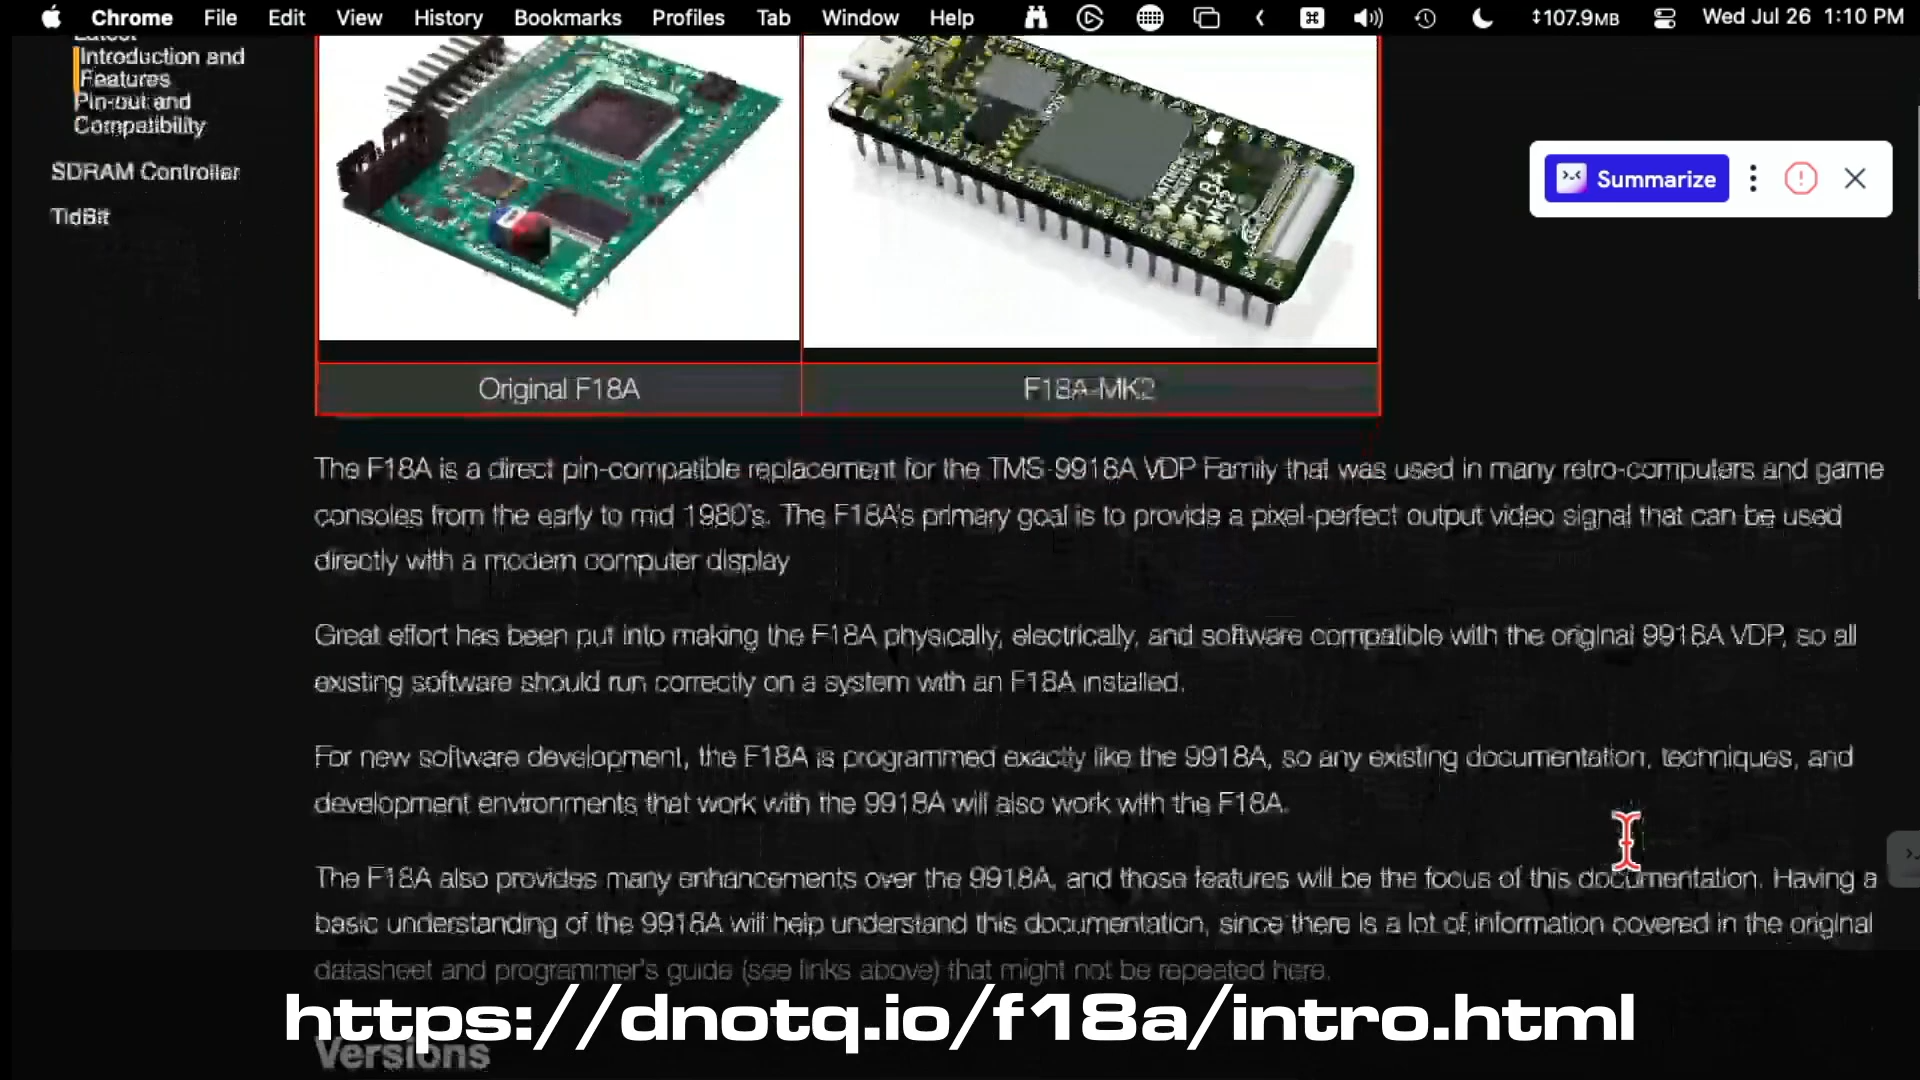 Chrome File Edit View History Bookmarks Profiles Tab Window Help 107.9MB Wed Jul 26 1:10 PM
Latest
Introduction and
Features
Pin-out and
Compatibility
SDRAM Controller
TidBit
Summarize
F18A
MK2
Original F18A F18A-MK2
The F18A is a direct pin-compatible replacement for the TMS 9918A VDP Family that was used in many retro-computers and game
consoles from the early to mid 1980's. The F18A's primary goal is to provide a pixel-perfect output video signal that can be used
directly with a modern computer display
Great effort has been put into making the F18A physically, electrically, and software compatible with the original 9918A VDP, so all
existing software should run correctly on a system with an F18A installed.
For new software development, the F18A is programmed exactly like the 9918A, so any existing documentation, techniques, and
development environments that work with the 9918A will also work with the F18A.
The F18A also provides many enhancements over the 9918A, and those features will be the focus of this documentation. Having a
basic understanding of the 9918A will help understand this documentation, since there is a lot of information covered in the original
datasheet and programmer's guide (see links above) that might not be repeated here.
https://dnotq.io/f18a/intro.html
Versions